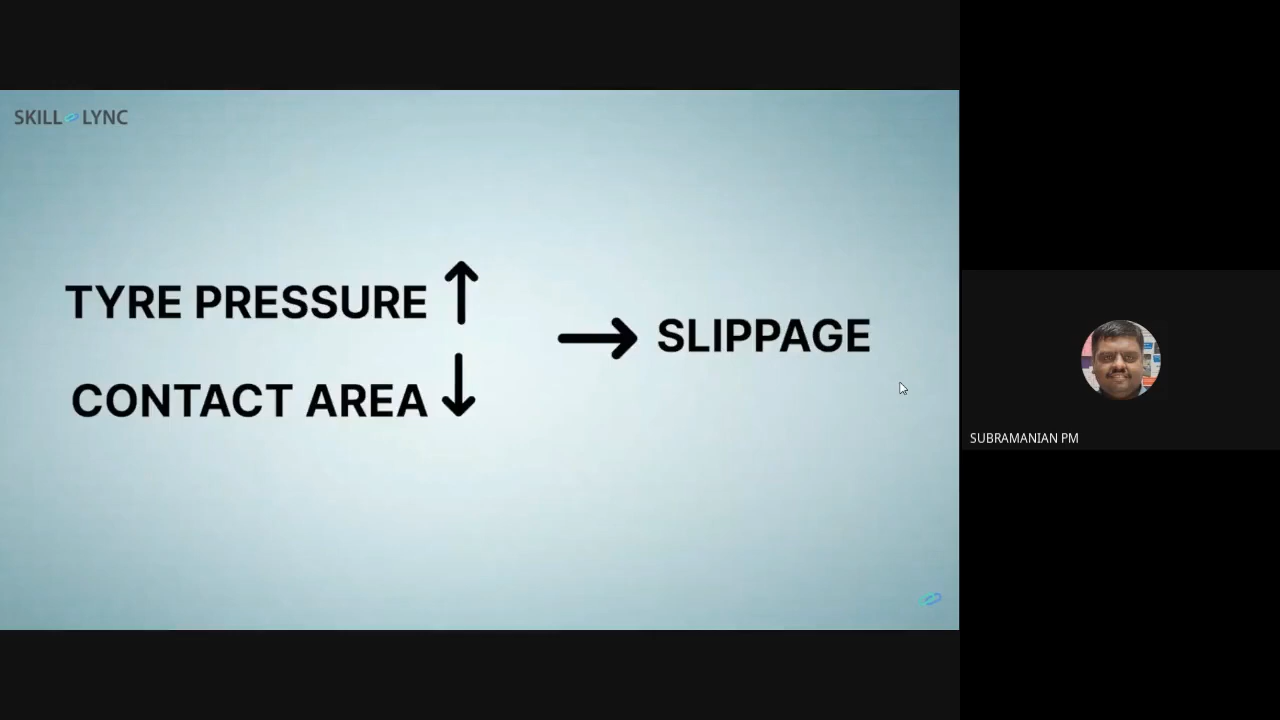 SKILL LYNC
TYRE PRESSURE ↑
CONTACT AREA ↓
→ SLIPPAGE
SUBRAMANIAN PM